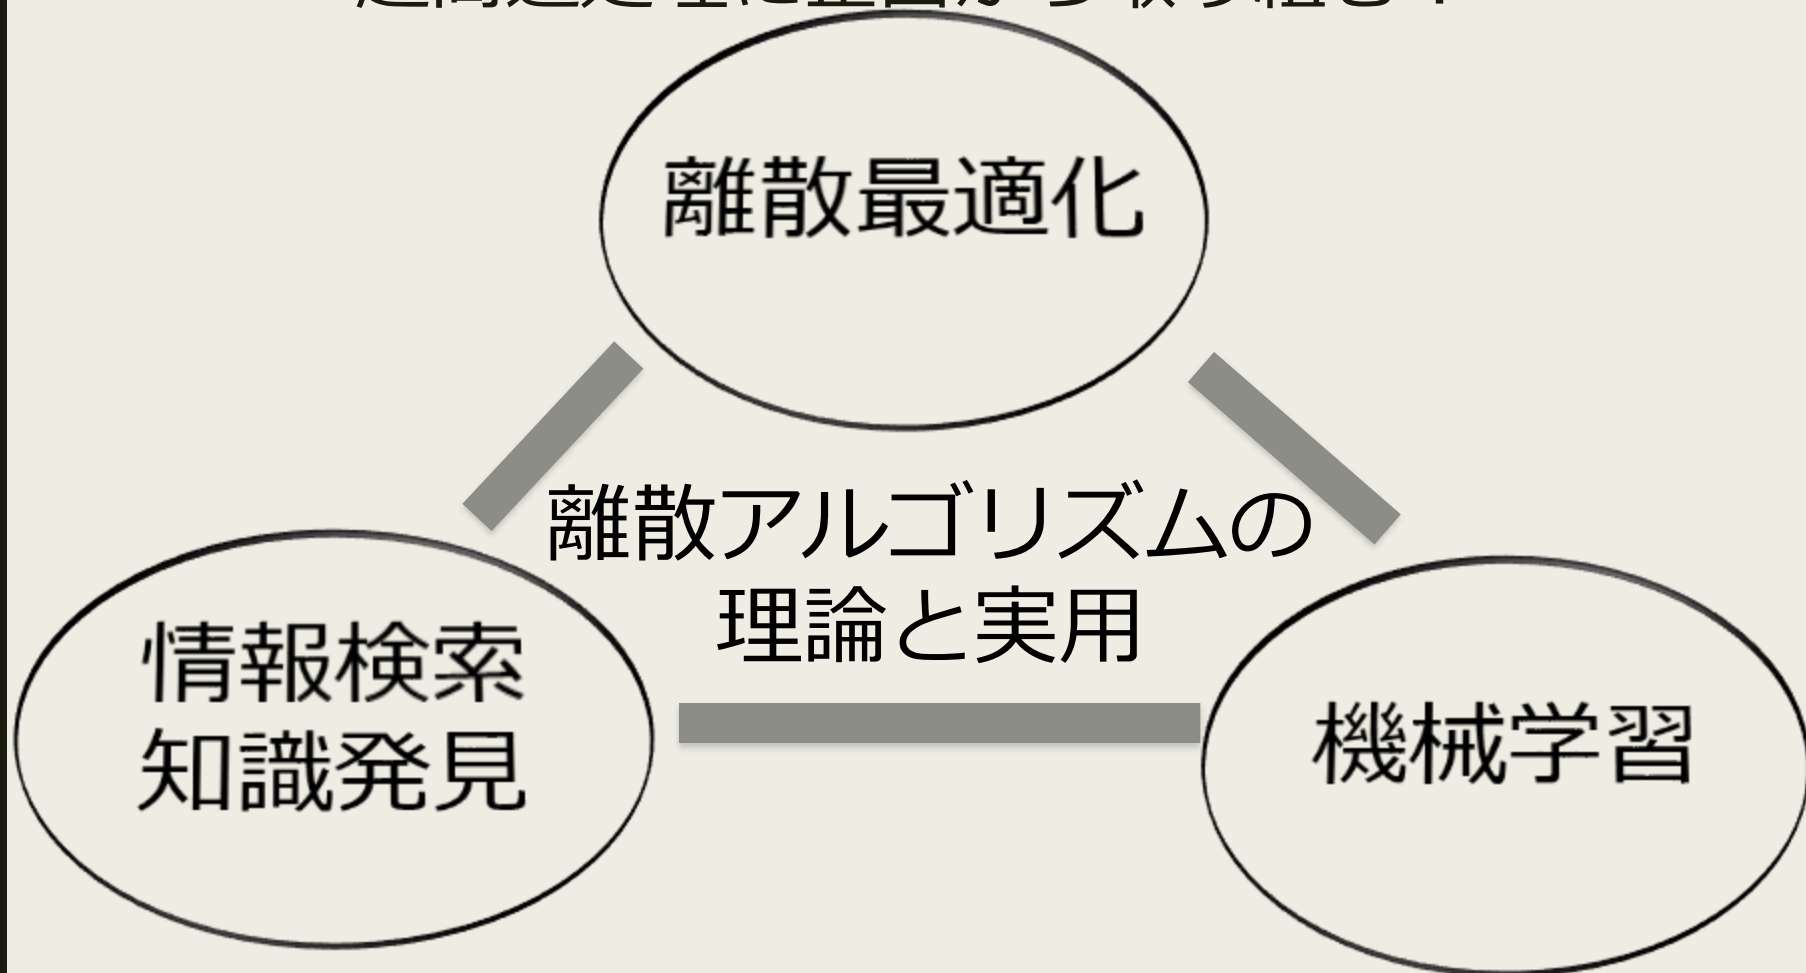 離散最適化
離散アルゴリズムの
理論と実用
情報検索
知識発見
機械学習